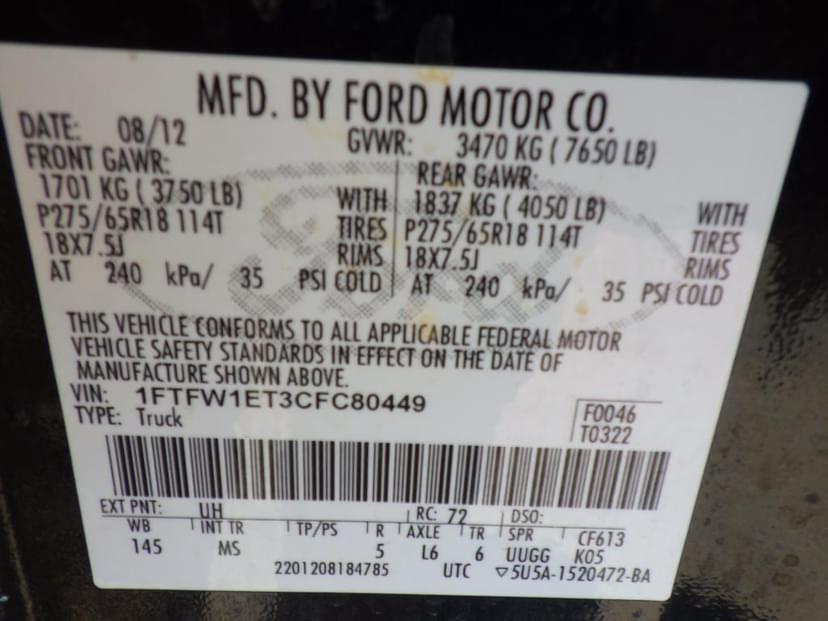 MFD. BY FORD MOTOR CO.
DATE: 08/12 GVWR: 3470 KG ( 7650 LB)
FRONT GAWR: REAR GAWR:
1701 KG ( 3750 LB) WITH 1837 KG ( 4050 LB) WITH
P275/65R18 114T TIRES P275/65R18 114T TIRES
18X7.5J RIMS 18X7.5J RIMS
AT 240 kPa/ 35 PSI COLD AT 240 kPa/ 35 PSI COLD
THIS VEHICLE CONFORMS TO ALL APPLICABLE FEDERAL MOTOR
VEHICLE SAFETY STANDARDS IN EFFECT ON THE DATE OF
MANUFACTURE SHOWN ABOVE.
VIN: 1FTFW1ET3CFC80449
TYPE: Truck F0046
T0322
EXT PNT: UH RC: 72 DSO:
WB INT TR TP/PS R AXLE TR SPR CF613
145 MS 5 L6 6 UUGG K05
2201208184785 UTC ▽5U5A-1520472-BA